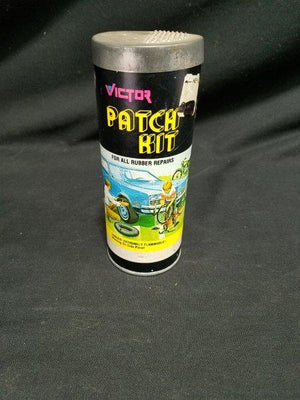 VICTOR
PATCH
KIT
FOR ALL RUBBER REPAIRS